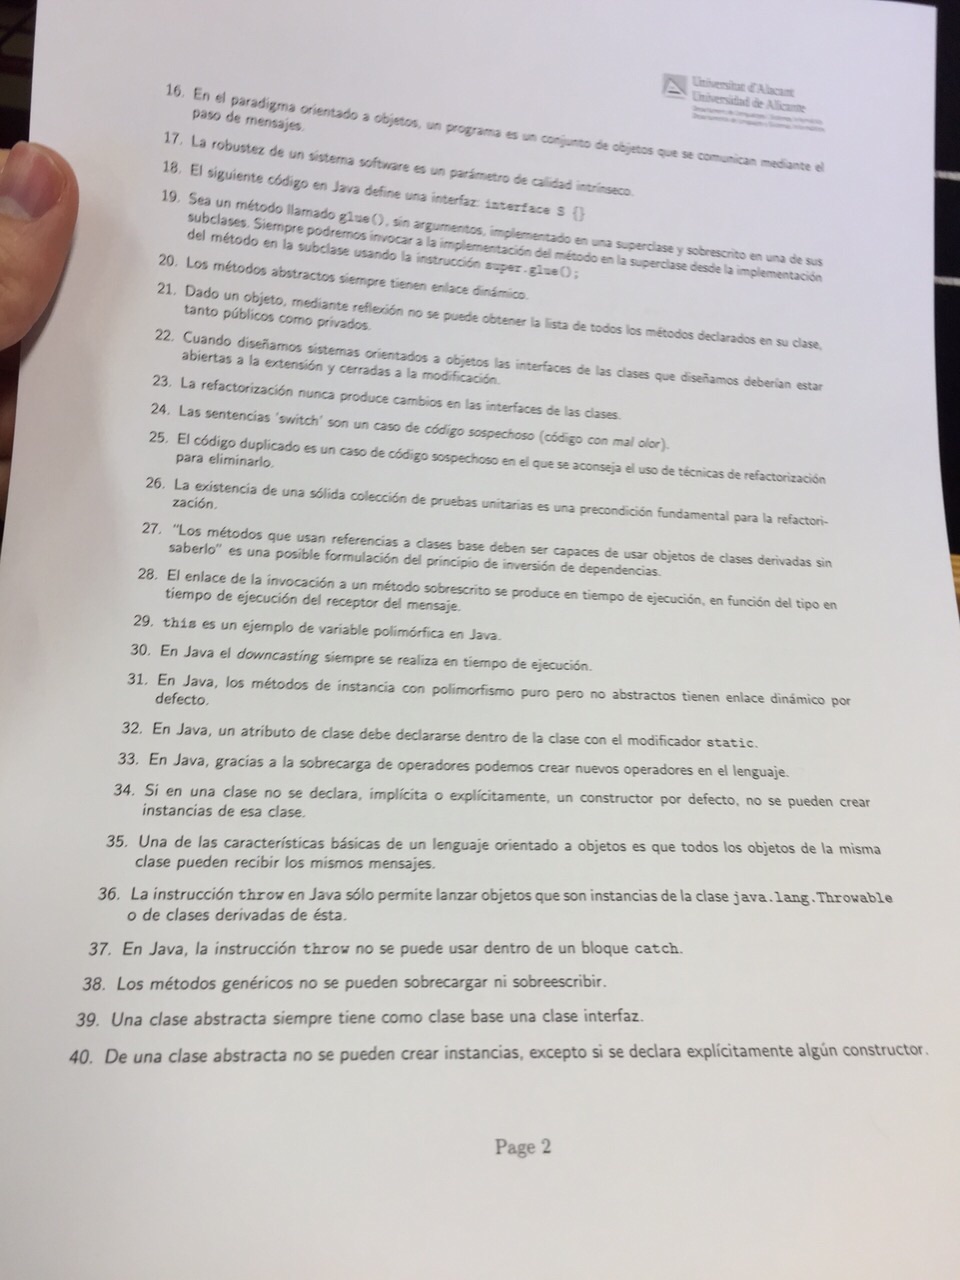 Universitat d'Alacant
Universidad de Alicante
16. En el paradigma orientado a objetos, un programa es un conjunto de objetos que se comunican mediante el
paso de mensajes.
17. La robustez de un sistema software es un parámetro de calidad intrínseco.
18. El siguiente código en Java define una interfaz: interface S {}
19. Sea un método llamado glue(), sin argumentos, implementado en una superclase y sobrescrito en una de sus
subclases. Siempre podremos invocar a la implementación del método en la superclase desde la implementación
del método en la subclase usando la instrucción super.glue();
20. Los métodos abstractos siempre tienen enlace dinámico.
21. Dado un objeto, mediante reflexión no se puede obtener la lista de todos los métodos declarados en su clase,
tanto públicos como privados.
22. Cuando diseñamos sistemas orientados a objetos las interfaces de las clases que diseñamos deberían estar
abiertas a la extensión y cerradas a la modificación.
23. La refactorización nunca produce cambios en las interfaces de las clases.
24. Las sentencias 'switch' son un caso de código sospechoso (código con mal olor).
25. El código duplicado es un caso de código sospechoso en el que se aconseja el uso de técnicas de refactorización
para eliminarlo.
26. La existencia de una sólida colección de pruebas unitarias es una precondición fundamental para la refactori-
zación.
27. "Los métodos que usan referencias a clases base deben ser capaces de usar objetos de clases derivadas sin
saberlo" es una posible formulación del principio de inversión de dependencias.
28. El enlace de la invocación a un método sobrescrito se produce en tiempo de ejecución, en función del tipo en
tiempo de ejecución del receptor del mensaje.
29. this es un ejemplo de variable polimórfica en Java.
30. En Java el downcasting siempre se realiza en tiempo de ejecución.
31. En Java, los métodos de instancia con polimorfismo puro pero no abstractos tienen enlace dinámico por
defecto.
32. En Java, un atributo de clase debe declararse dentro de la clase con el modificador static.
33. En Java, gracias a la sobrecarga de operadores podemos crear nuevos operadores en el lenguaje.
34. Si en una clase no se declara, implícita o explícitamente, un constructor por defecto, no se pueden crear
instancias de esa clase.
35. Una de las características básicas de un lenguaje orientado a objetos es que todos los objetos de la misma
clase pueden recibir los mismos mensajes.
36. La instrucción throw en Java sólo permite lanzar objetos que son instancias de la clase java.lang.Throwable
o de clases derivadas de ésta.
37. En Java, la instrucción throw no se puede usar dentro de un bloque catch.
38. Los métodos genéricos no se pueden sobrecargar ni sobreescribir.
39. Una clase abstracta siempre tiene como clase base una clase interfaz.
40. De una clase abstracta no se pueden crear instancias, excepto si se declara explícitamente algún constructor.
Page 2